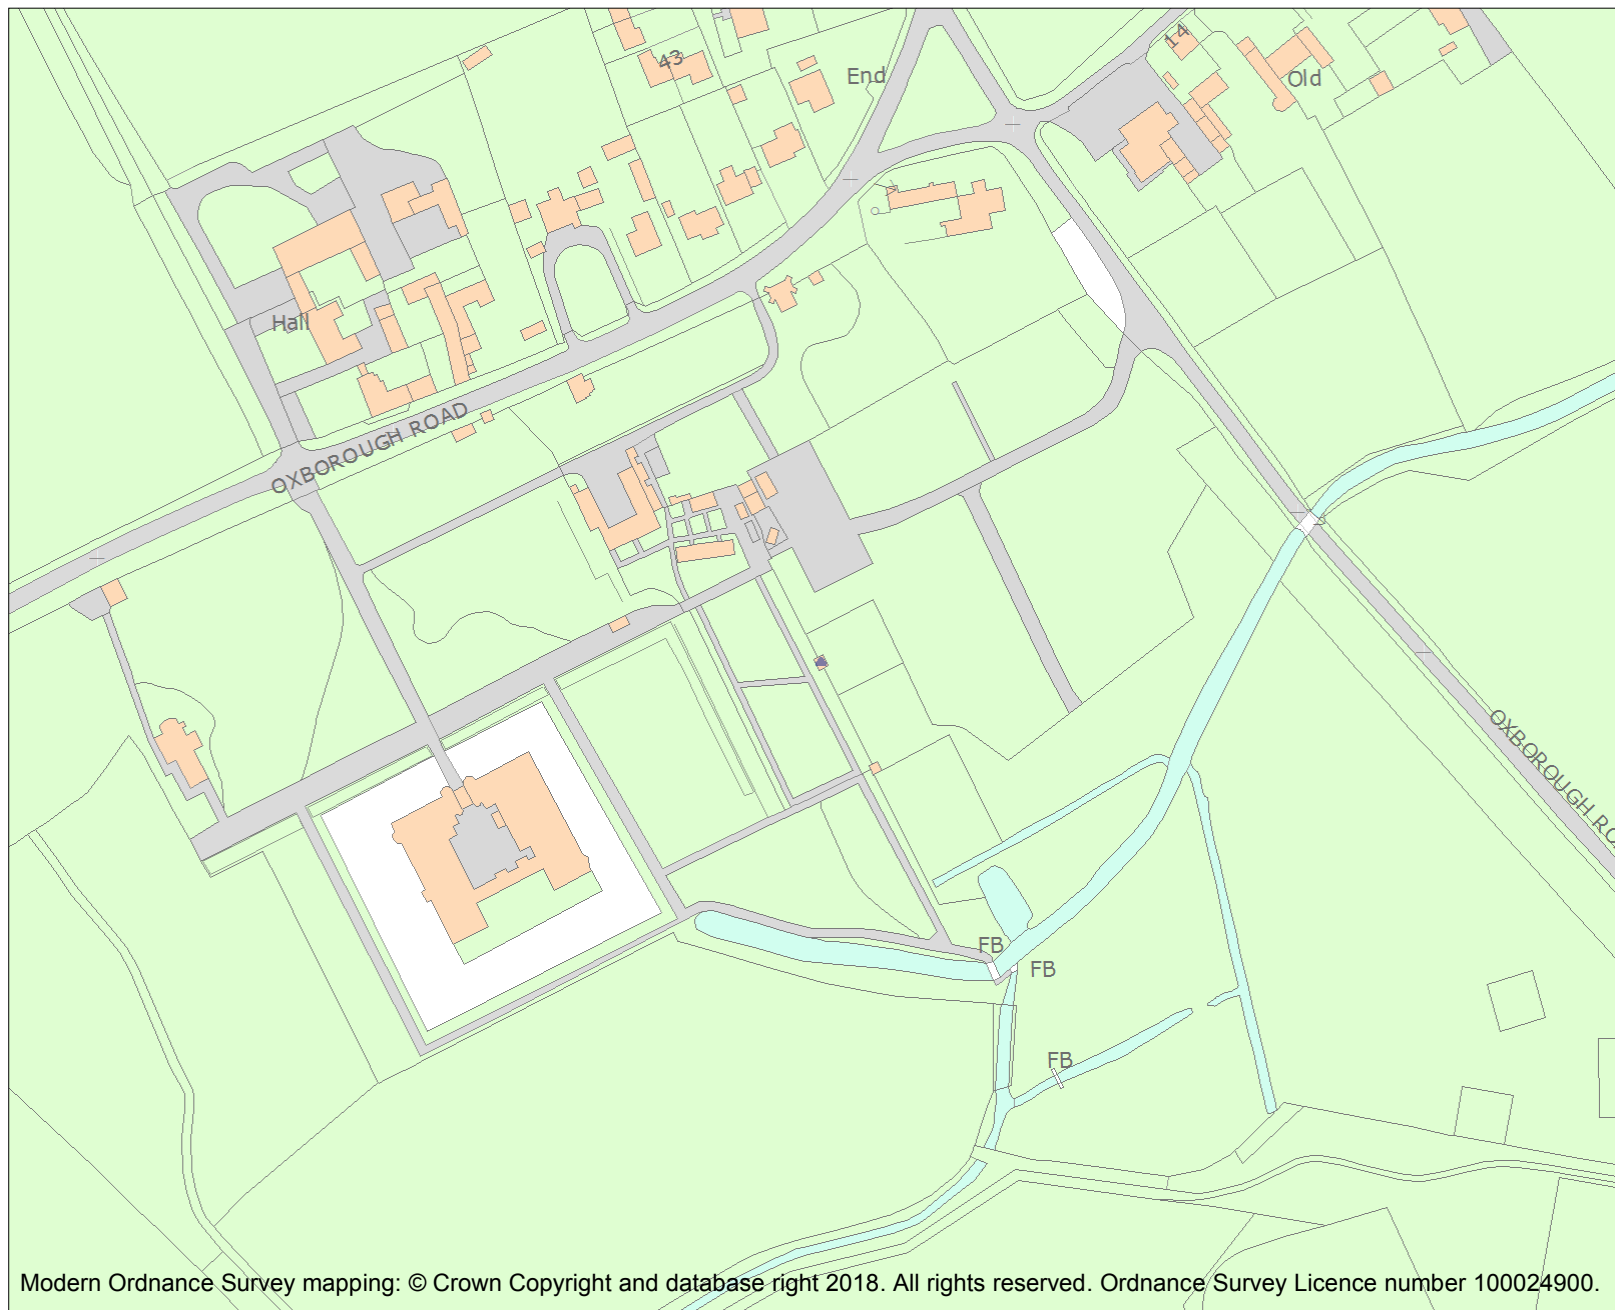 43
14
End
Old
Hall
OXBOROUGH ROAD
OXBOROUGH RO
FB
FB
FB
Modern Ordnance Survey mapping: © Crown Copyright and database right 2018. All rights reserved. Ordnance Survey Licence number 100024900.